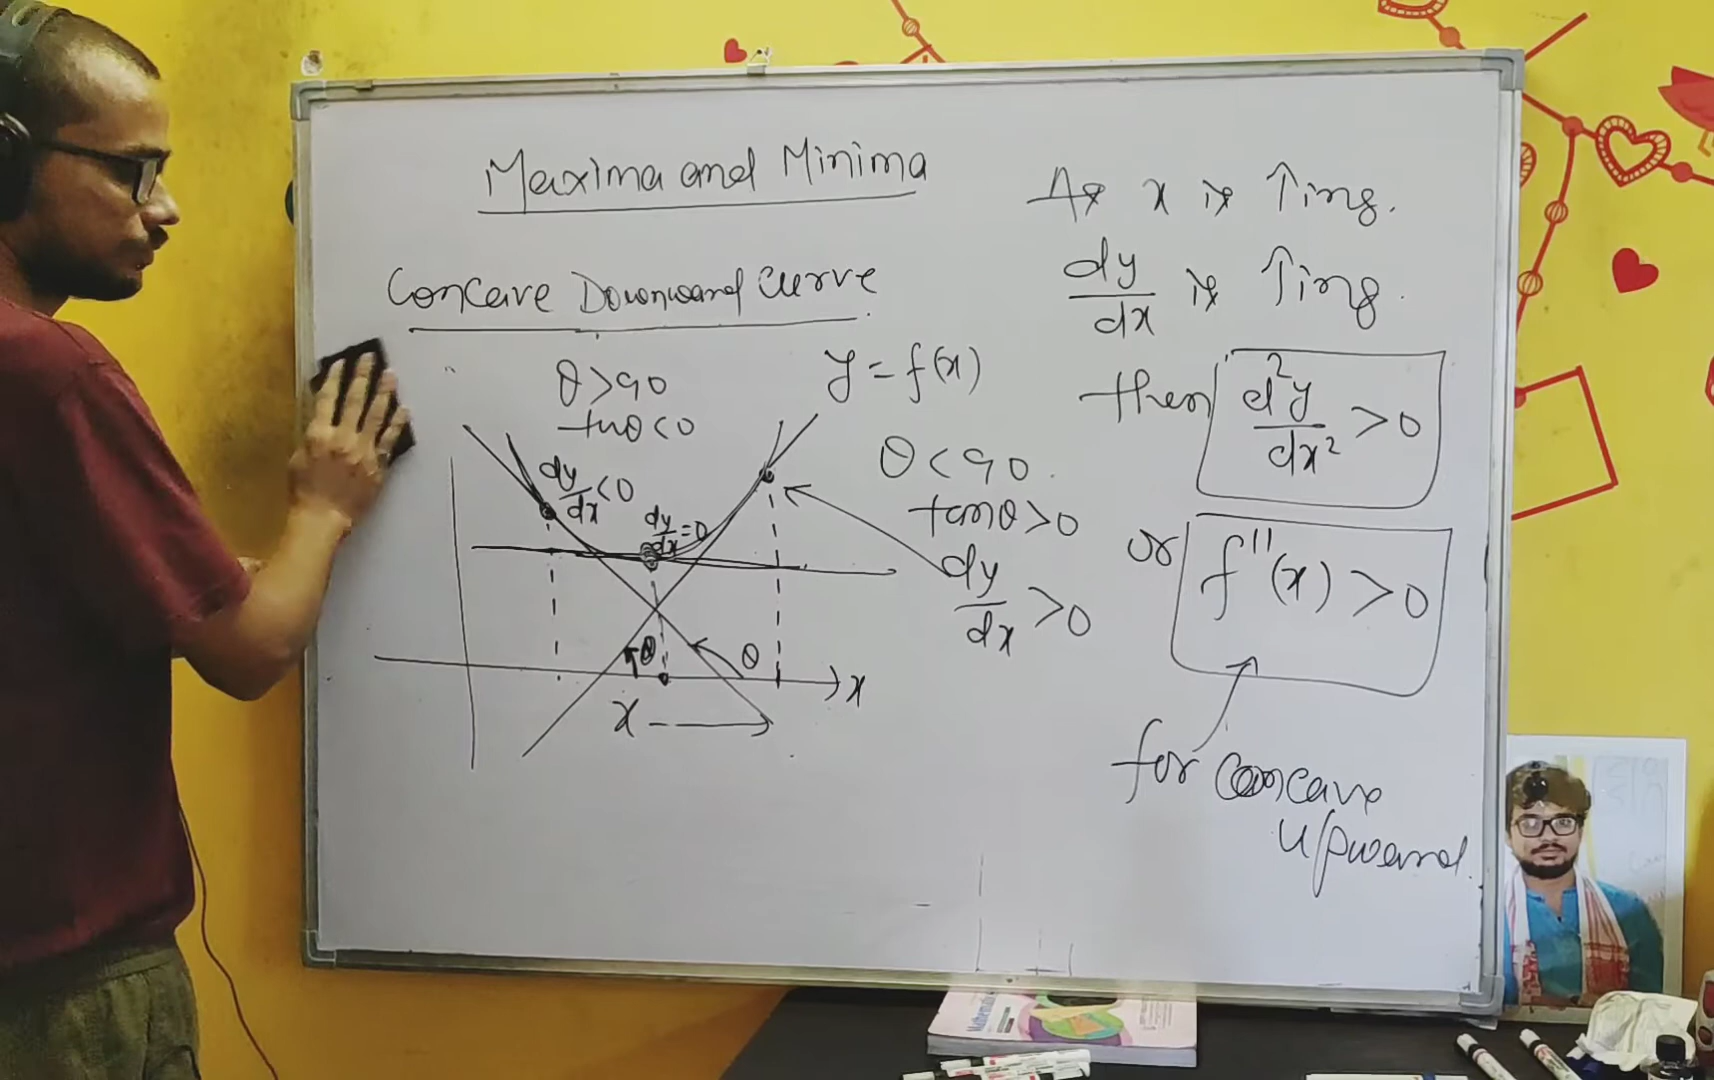 Maxima and Minima
Concave Downward Curve
θ > 90
tanθ < 0
y = f(x)
dy/dx < 0
dy/dx = 0
θ < 90
tanθ > 0
dy/dx > 0
θ
θ
x
x
As x is ↑ing.
dy/dx is ↑ing.
then d²y/dx² > 0
or f''(x) > 0
for concave
upward.
Mathematics